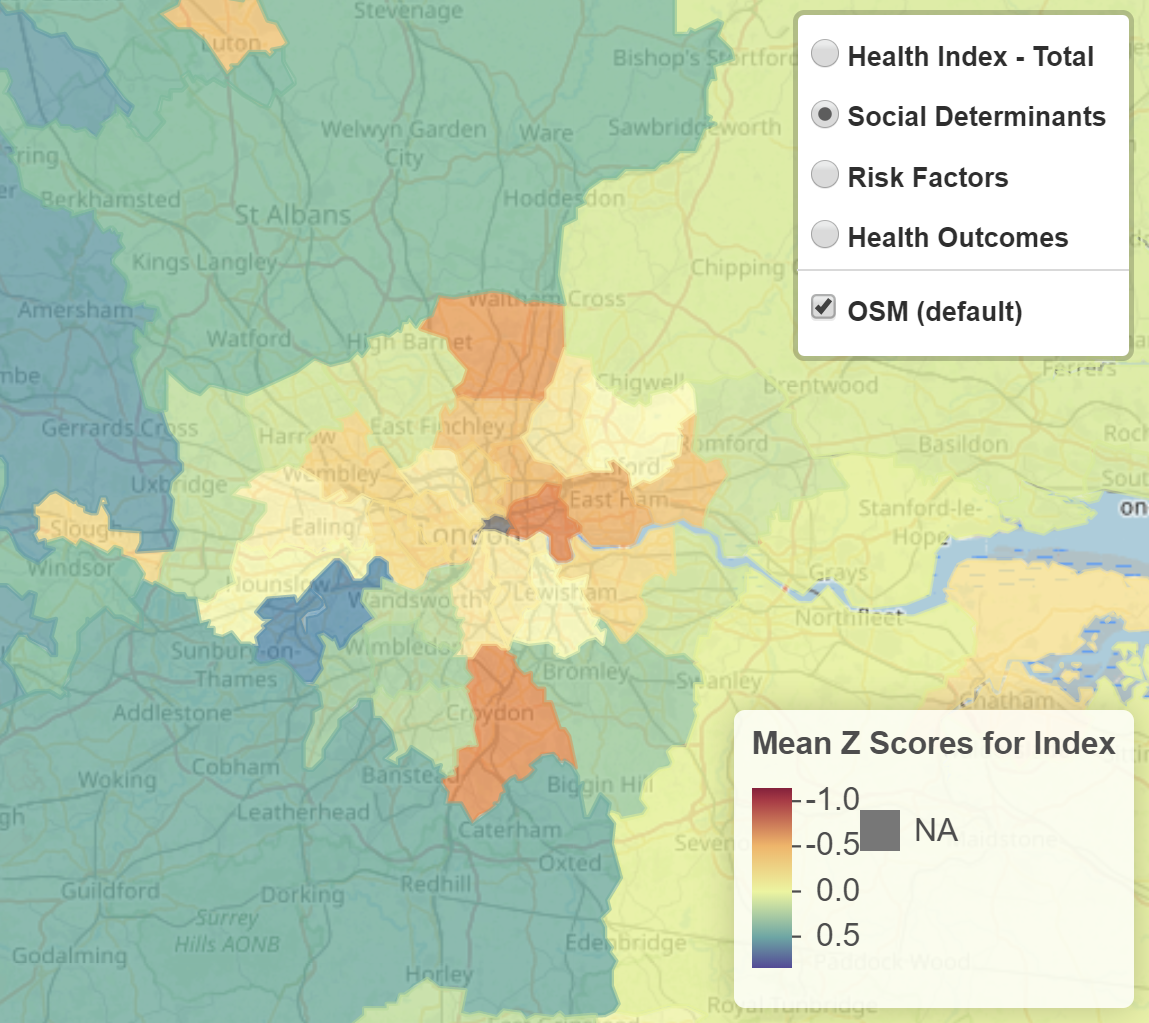 Stevenage
Luton
Bishop's Stortford
Welwyn Garden
City
Ware
Sawbridgeworth
Tring
Berkhamsted
Hoddesdon
St Albans
Kings Langley
Chipping
Amersham
Waltham Cross
Watford
High Barnet
Chigwell
Brentwood
Gerrards Cross
Harrow
East Finchley
Romford
Basildon
Wembley
Ilford
Uxbridge
East Ham
Stanford-le-
Hope
Slough
Ealing
London
Windsor
Hounslow
Wandsworth
Lewisham
Grays
Northfleet
Sunbury-on-
Thames
Wimbledon
Bromley
Swanley
Chatham
Addlestone
Croydon
Woking
Cobham
Banstead
Biggin Hill
Leatherhead
Caterham
Oxted
Guildford
Dorking
Redhill
Surrey
Hills AONB
Godalming
Edenbridge
Horley
Paddock Wood
Royal Tunbridge
Health Index - Total
Social Determinants
Risk Factors
Health Outcomes
OSM (default)
Ferrers
on
Mean Z Scores for Index
-1.0
-0.5
0.0
0.5
NA